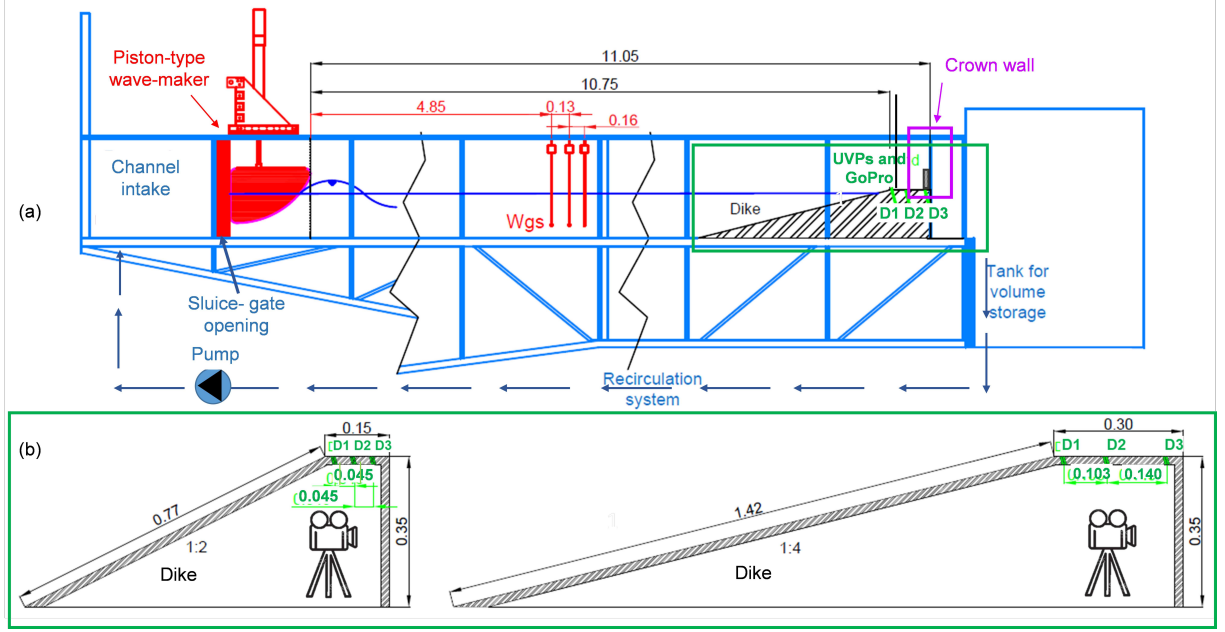 11.05
Piston-type
wave-maker
Crown wall
10.75
4.85
0.13
0.16
Channel
intake
UVPs and d
GoPro
(a)
Dike
D1 D2 D3
Wgs
Sluice- gate
opening
Tank for
volume
storage
Pump
Recirculation
system
(b)
0.15
D1 D2 D3
0.045
0.045
0.77
1:2
Dike
0.35
0.30
D1 D2 D3
0.103 0.140
1.42
1:4
Dike
0.35